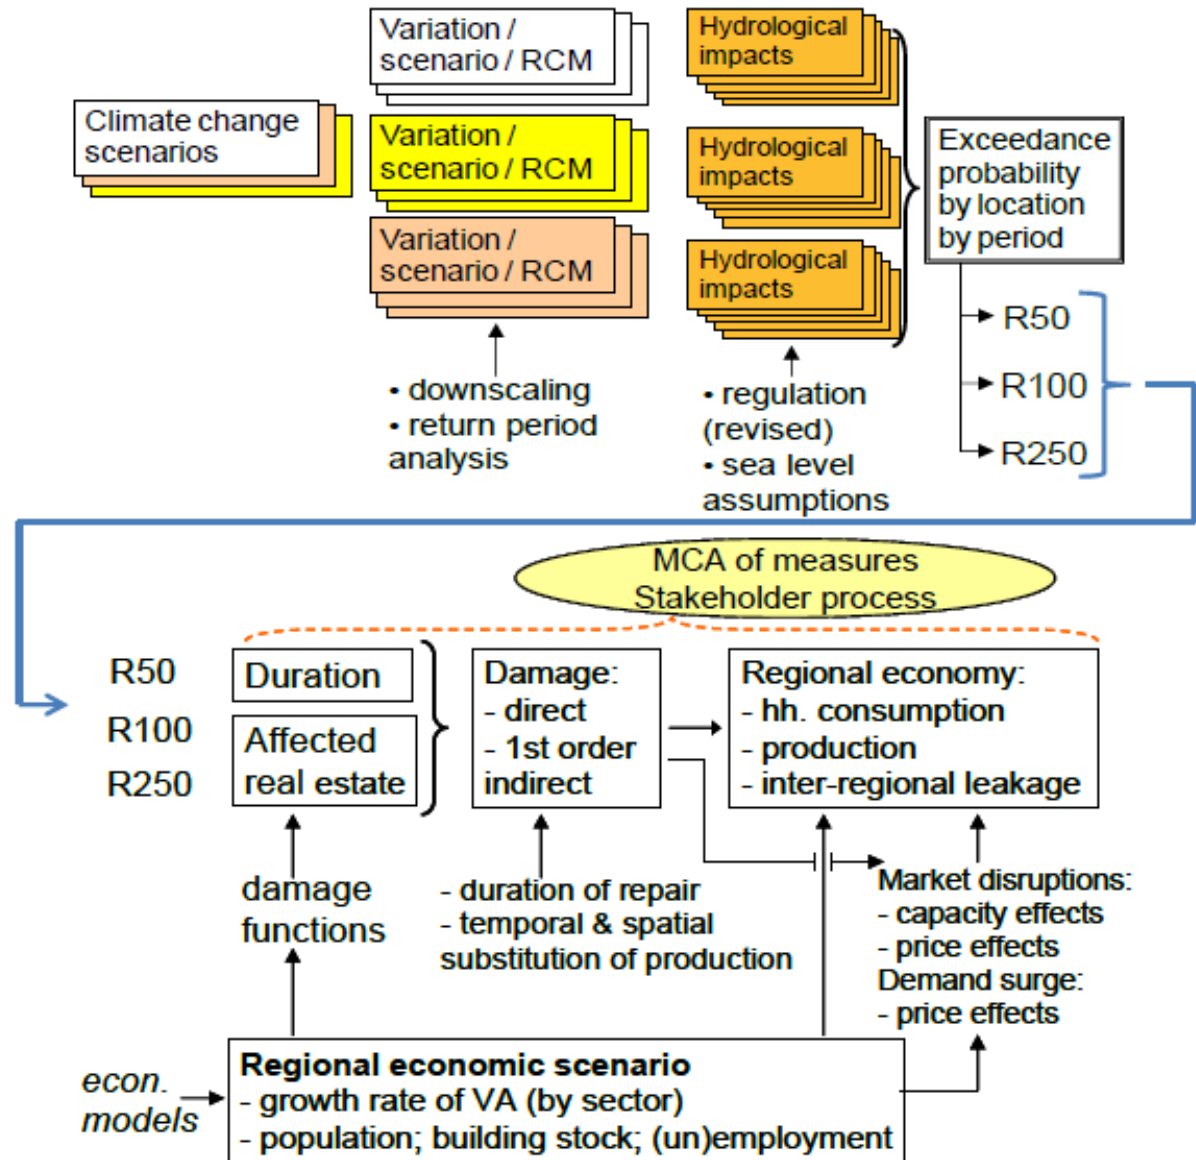 Climate change
scenarios
Variation /
scenario / RCM
Variation /
scenario / RCM
Variation /
scenario / RCM
• downscaling
• return period
analysis
Hydrological
impacts
Hydrological
impacts
Hydrological
impacts
• regulation
(revised)
• sea level
assumptions
Exceedance
probability
by location
by period
R50
R100
R250
MCA of measures
Stakeholder process
R50
R100
R250
Duration
Affected
real estate
Damage:
- direct
- 1st order
indirect
Regional economy:
- hh. consumption
- production
- inter-regional leakage
damage
functions
- duration of repair
- temporal & spatial
substitution of production
Market disruptions:
- capacity effects
- price effects
Demand surge:
- price effects
econ.
models
Regional economic scenario
- growth rate of VA (by sector)
- population; building stock; (un)employment